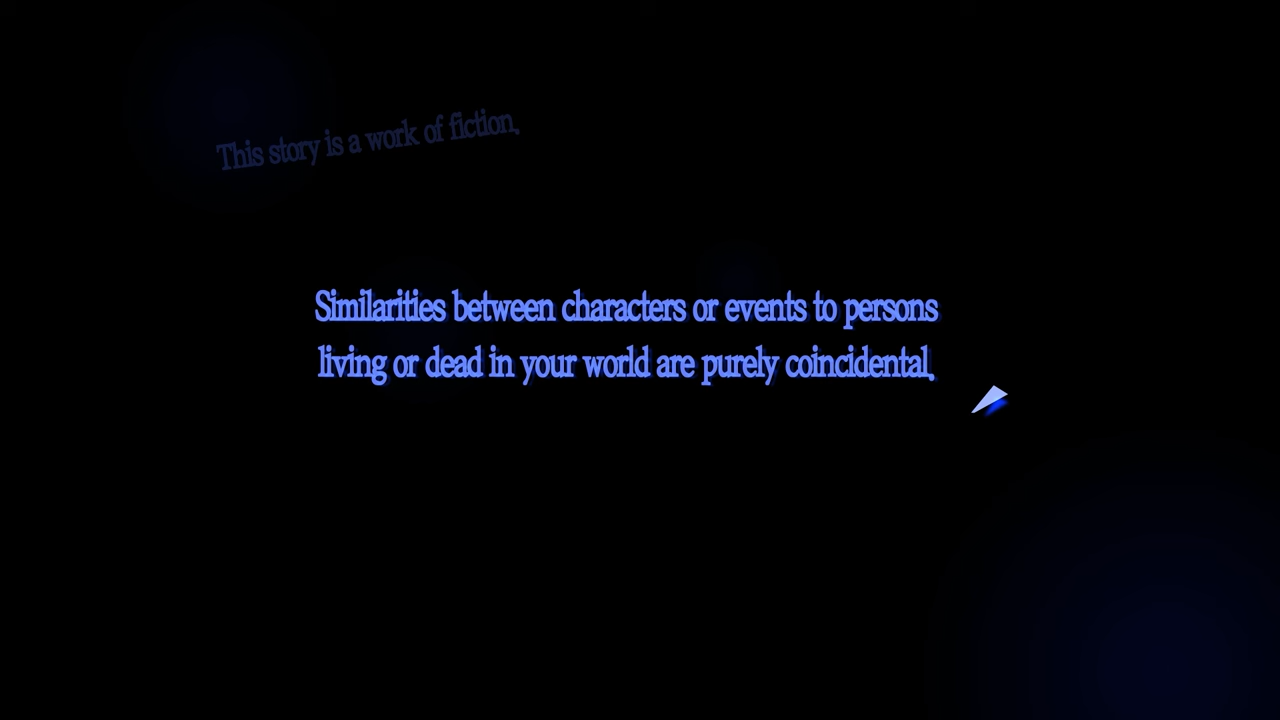 This story is a work of fiction.
Similarities between characters or events to persons
living or dead in your world are purely coincidental.